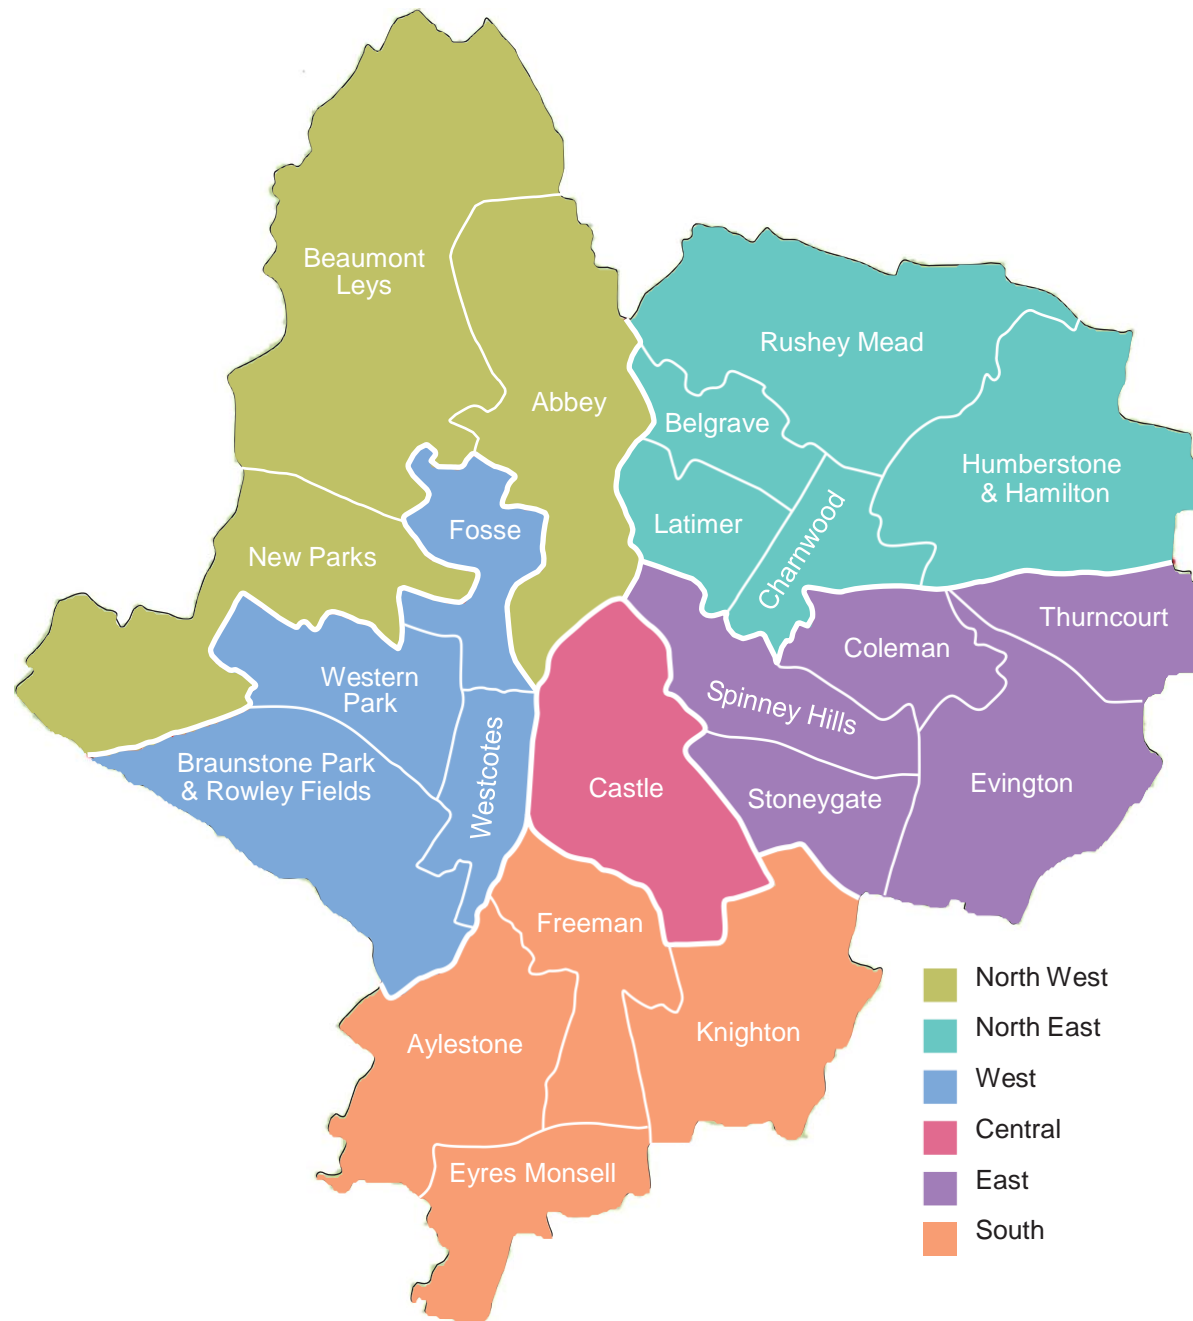 Beaumont
Leys
Abbey
Rushey Mead
Belgrave
Humberstone
& Hamilton
Latimer
Charnwood
Fosse
New Parks
Thurncourt
Coleman
Western
Park
Spinney Hills
Braunstone Park
& Rowley Fields
Westcotes
Castle
Stoneygate
Evington
Freeman
Aylestone
Knighton
Eyres Monsell
North West
North East
West
Central
East
South